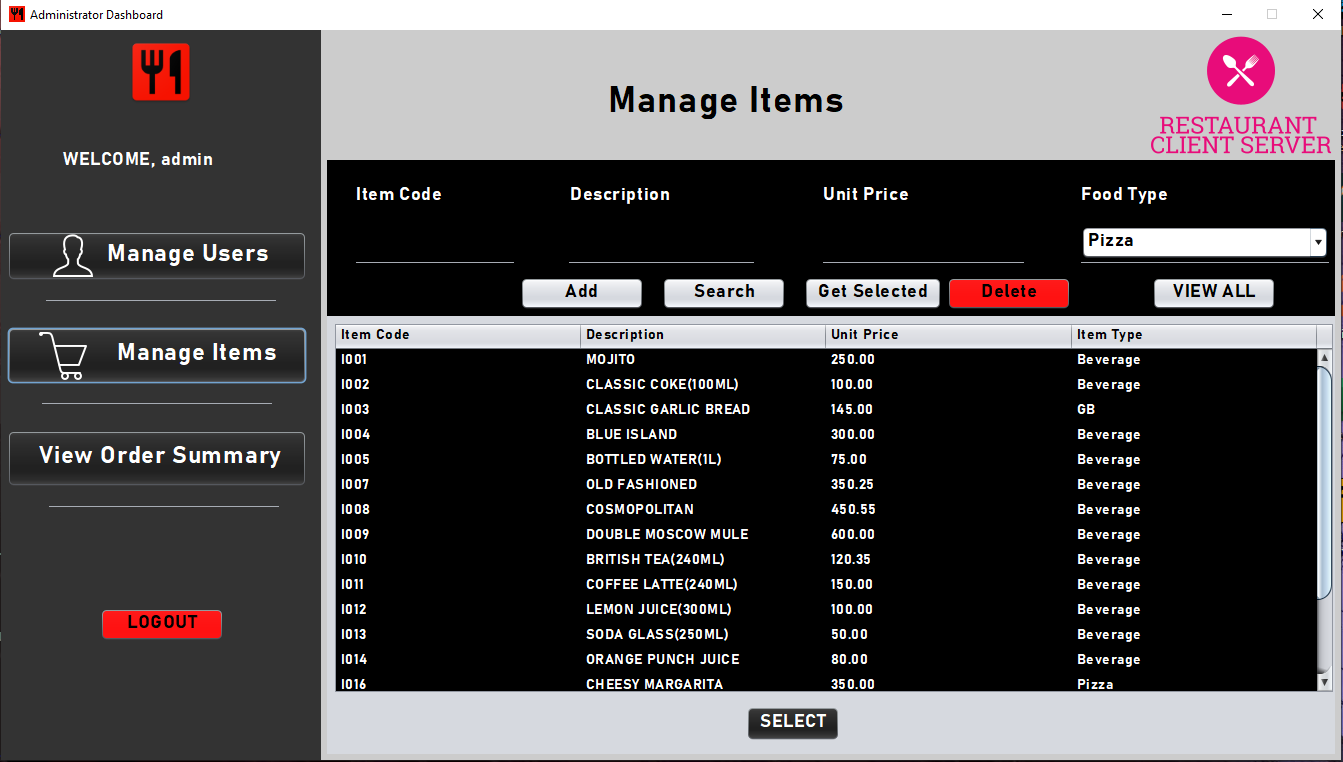 Administrator Dashboard
WELCOME, admin
Manage Users
Manage Items
View Order Summary
LOGOUT
Manage Items
RESTAURANT
CLIENT SERVER
Item Code Description Unit Price Food Type
Pizza
Add Search Get Selected Delete VIEW ALL
Item Code Description Unit Price Item Type
I001 MOJITO 250.00 Beverage
I002 CLASSIC COKE(100ML) 100.00 Beverage
I003 CLASSIC GARLIC BREAD 145.00 GB
I004 BLUE ISLAND 300.00 Beverage
I005 BOTTLED WATER(1L) 75.00 Beverage
I007 OLD FASHIONED 350.25 Beverage
I008 COSMOPOLITAN 450.55 Beverage
I009 DOUBLE MOSCOW MULE 600.00 Beverage
I010 BRITISH TEA(240ML) 120.35 Beverage
I011 COFFEE LATTE(240ML) 150.00 Beverage
I012 LEMON JUICE(300ML) 100.00 Beverage
I013 SODA GLASS(250ML) 50.00 Beverage
I014 ORANGE PUNCH JUICE 80.00 Beverage
I016 CHEESY MARGARITA 350.00 Pizza
SELECT